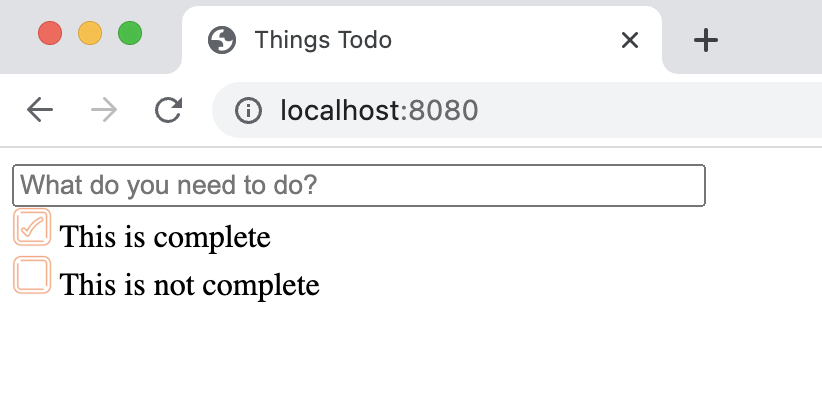 Things Todo
localhost:8080
What do you need to do?
This is complete
This is not complete